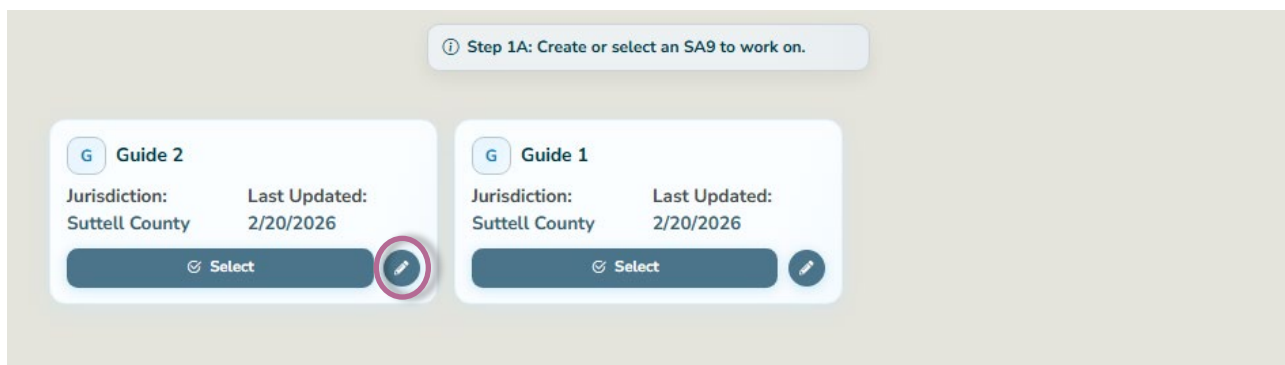 Step 1A: Create or select an SA9 to work on.
G Guide 2
Jurisdiction: Last Updated:
Suttell County 2/20/2026
Select
G Guide 1
Jurisdiction: Last Updated:
Suttell County 2/20/2026
Select